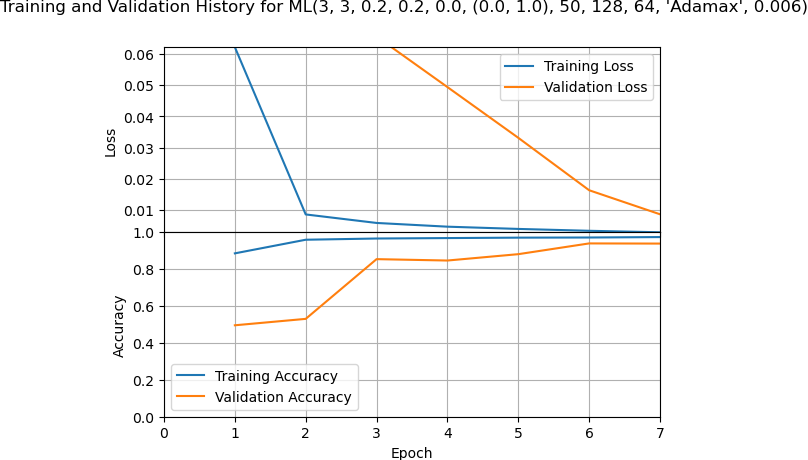 Training and Validation History for ML(3, 3, 0.2, 0.2, 0.0, (0.0, 1.0), 50, 128, 64, 'Adamax', 0.006)
0.06
0.05
0.04
0.03
0.02
0.01
Loss
Training Loss
Validation Loss
1.0
0.8
0.6
0.4
0.2
0.0
Accuracy
Training Accuracy
Validation Accuracy
0 1 2 3 4 5 6 7
Epoch